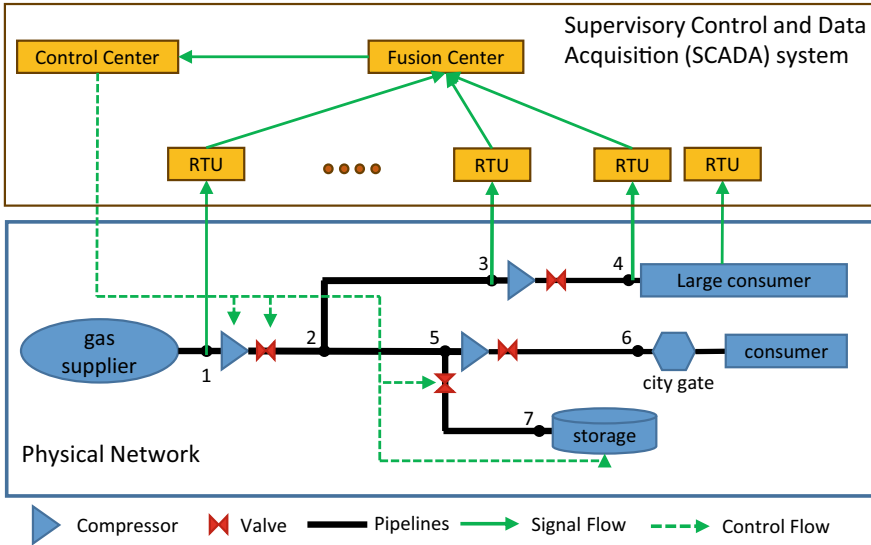 Supervisory Control and Data
Acquisition (SCADA) system
Control Center
Fusion Center
RTU
RTU
RTU
RTU
3
4
Large consumer
gas
supplier
1
2
5
6
consumer
city gate
7
storage
Physical Network
Compressor
Valve
Pipelines
Signal Flow
Control Flow